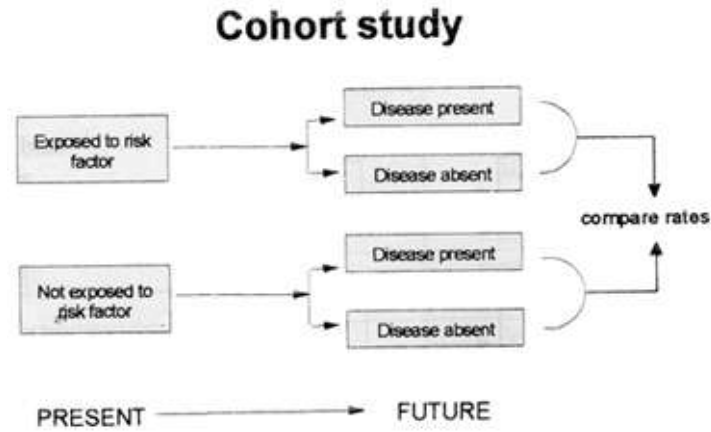 Cohort study
Exposed to risk
factor
Disease present
Disease absent
compare rates
Not exposed to
risk factor
Disease present
Disease absent
PRESENT
FUTURE